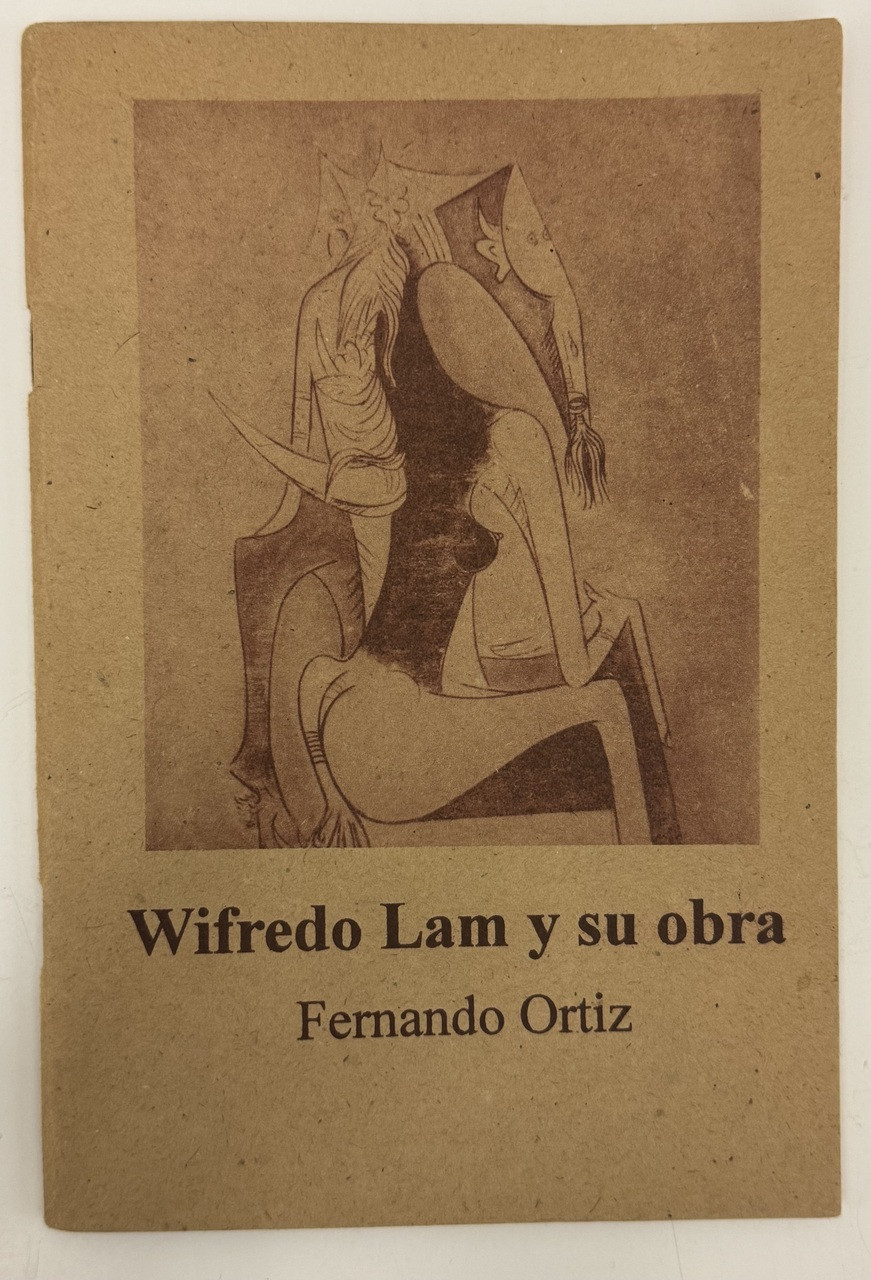 Wifredo Lam y su obra
Fernando Ortiz